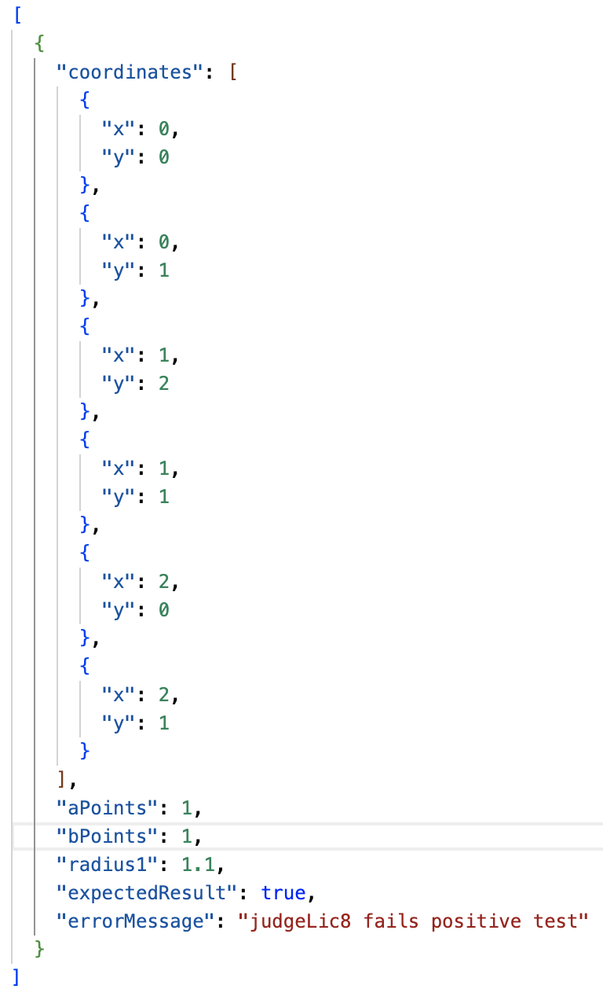 [
  {
    "coordinates": [
      {
        "x": 0,
        "y": 0
      },
      {
        "x": 0,
        "y": 1
      },
      {
        "x": 1,
        "y": 2
      },
      {
        "x": 1,
        "y": 1
      },
      {
        "x": 2,
        "y": 0
      },
      {
        "x": 2,
        "y": 1
      }
    ],
    "aPoints": 1,
    "bPoints": 1,
    "radius1": 1.1,
    "expectedResult": true,
    "errorMessage": "judgeLic8 fails positive test"
  }
]